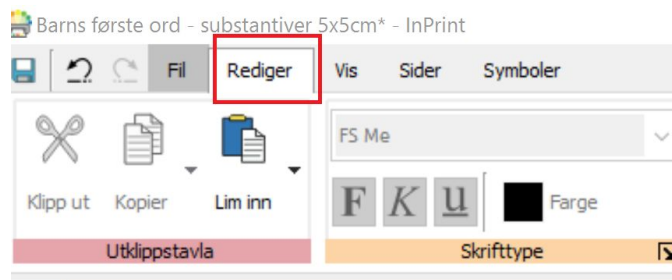 Barns første ord - substantiver 5x5cm* - InPrint
Fil Rediger Vis Sider Symboler
FS Me
Klipp ut Kopier Lim inn
F K u Farge
Utklippstavla Skrifttype